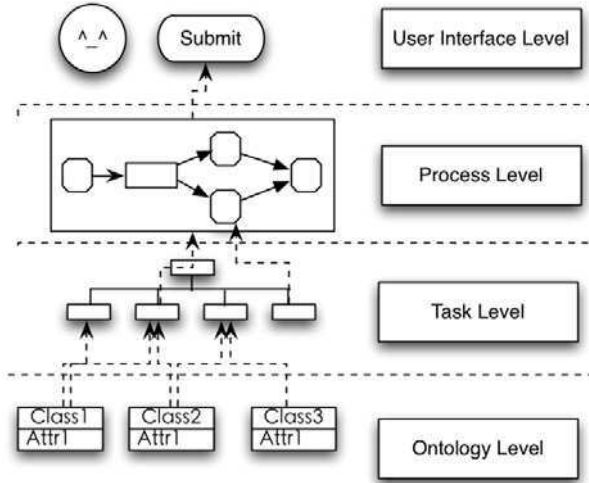 ^_^
Submit
User Interface Level
Process Level
Task Level
Class1
Attr1
Class2
Attr1
Class3
Attr1
Ontology Level